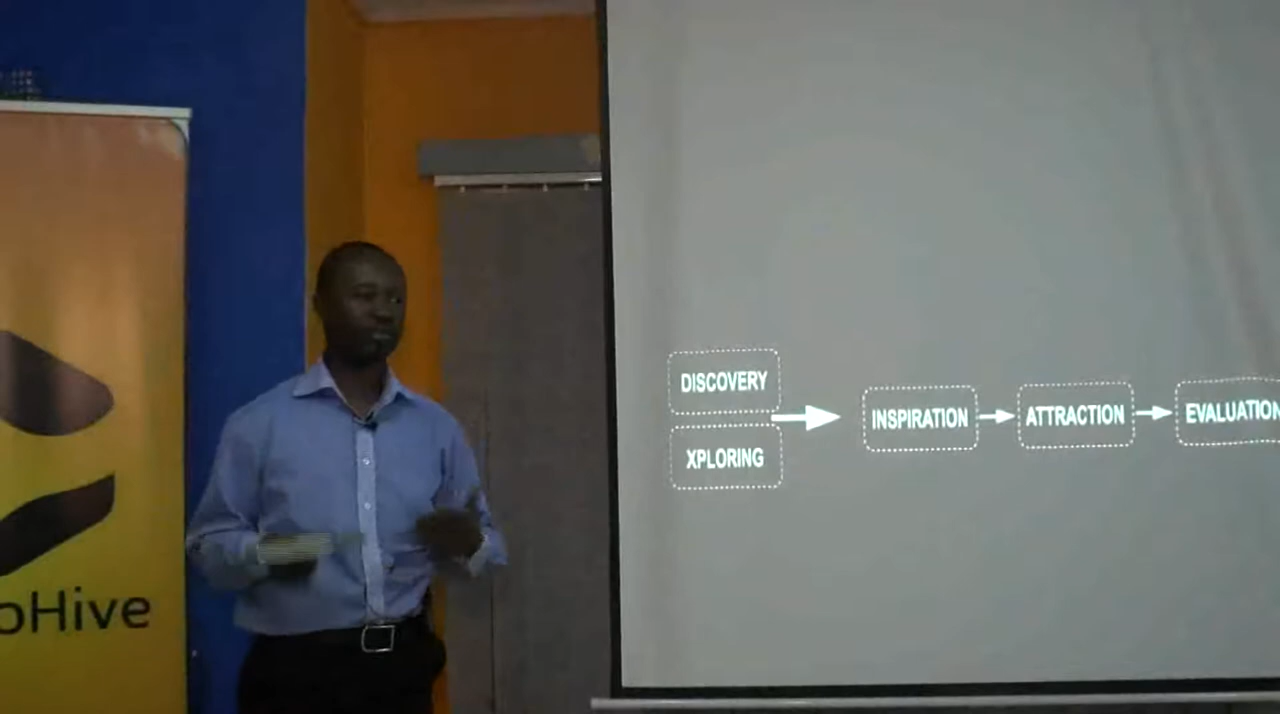 oHive
DISCOVERY
XPLORING
INSPIRATION
ATTRACTION
EVALUATION